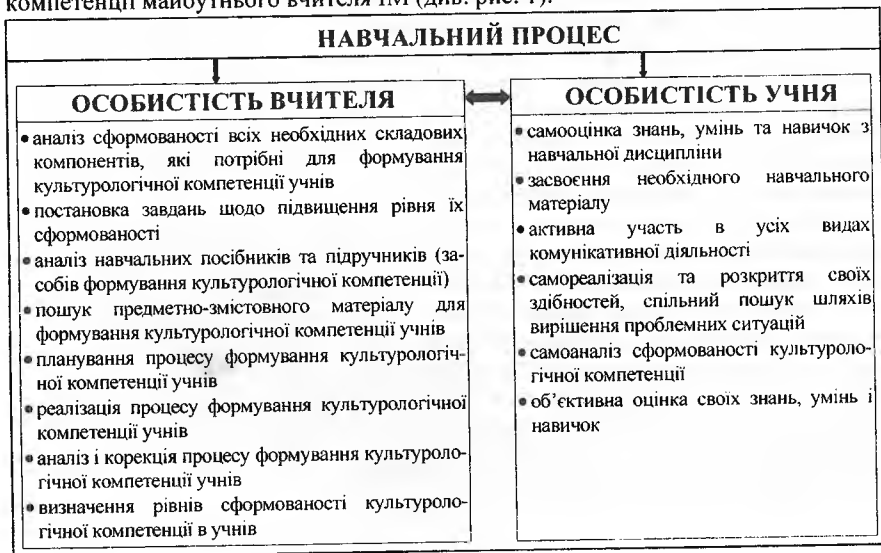 компетенції майбутнього вчителя ІМ (див. рис. 1).
НАВЧАЛЬНИЙ ПРОЦЕС
ОСОБИСТІСТЬ ВЧИТЕЛЯ
• аналіз сформованості всіх необхідних складових
компонентів, які потрібні для формування
культурологічної компетенції учнів
• постановка завдань щодо підвищення рівня їх
сформованості
• аналіз навчальних посібників та підручників (за-
собів формування культурологічної компетенції)
• пошук предметно-змістовного матеріалу для
формування культурологічної компетенції учнів
• планування процесу формування культурологіч-
ної компетенції учнів
• реалізація процесу формування культурологічної
компетенції учнів
• аналіз і корекція процесу формування культуроло-
гічної компетенції учнів
• визначення рівнів сформованості культуроло-
гічної компетенції в учнів
ОСОБИСТІСТЬ УЧНЯ
• самооцінка знань, умінь та навичок з
навчальної дисципліни
• засвоєння необхідного навчального
матеріалу
• активна участь в усіх видах
комунікативної діяльності
• самореалізація та розкриття своїх
здібностей, спільний пошук шляхів
вирішення проблемних ситуацій
• самоаналіз сформованості культуроло-
гічної компетенції
• об’єктивна оцінка своїх знань, умінь і
навичок